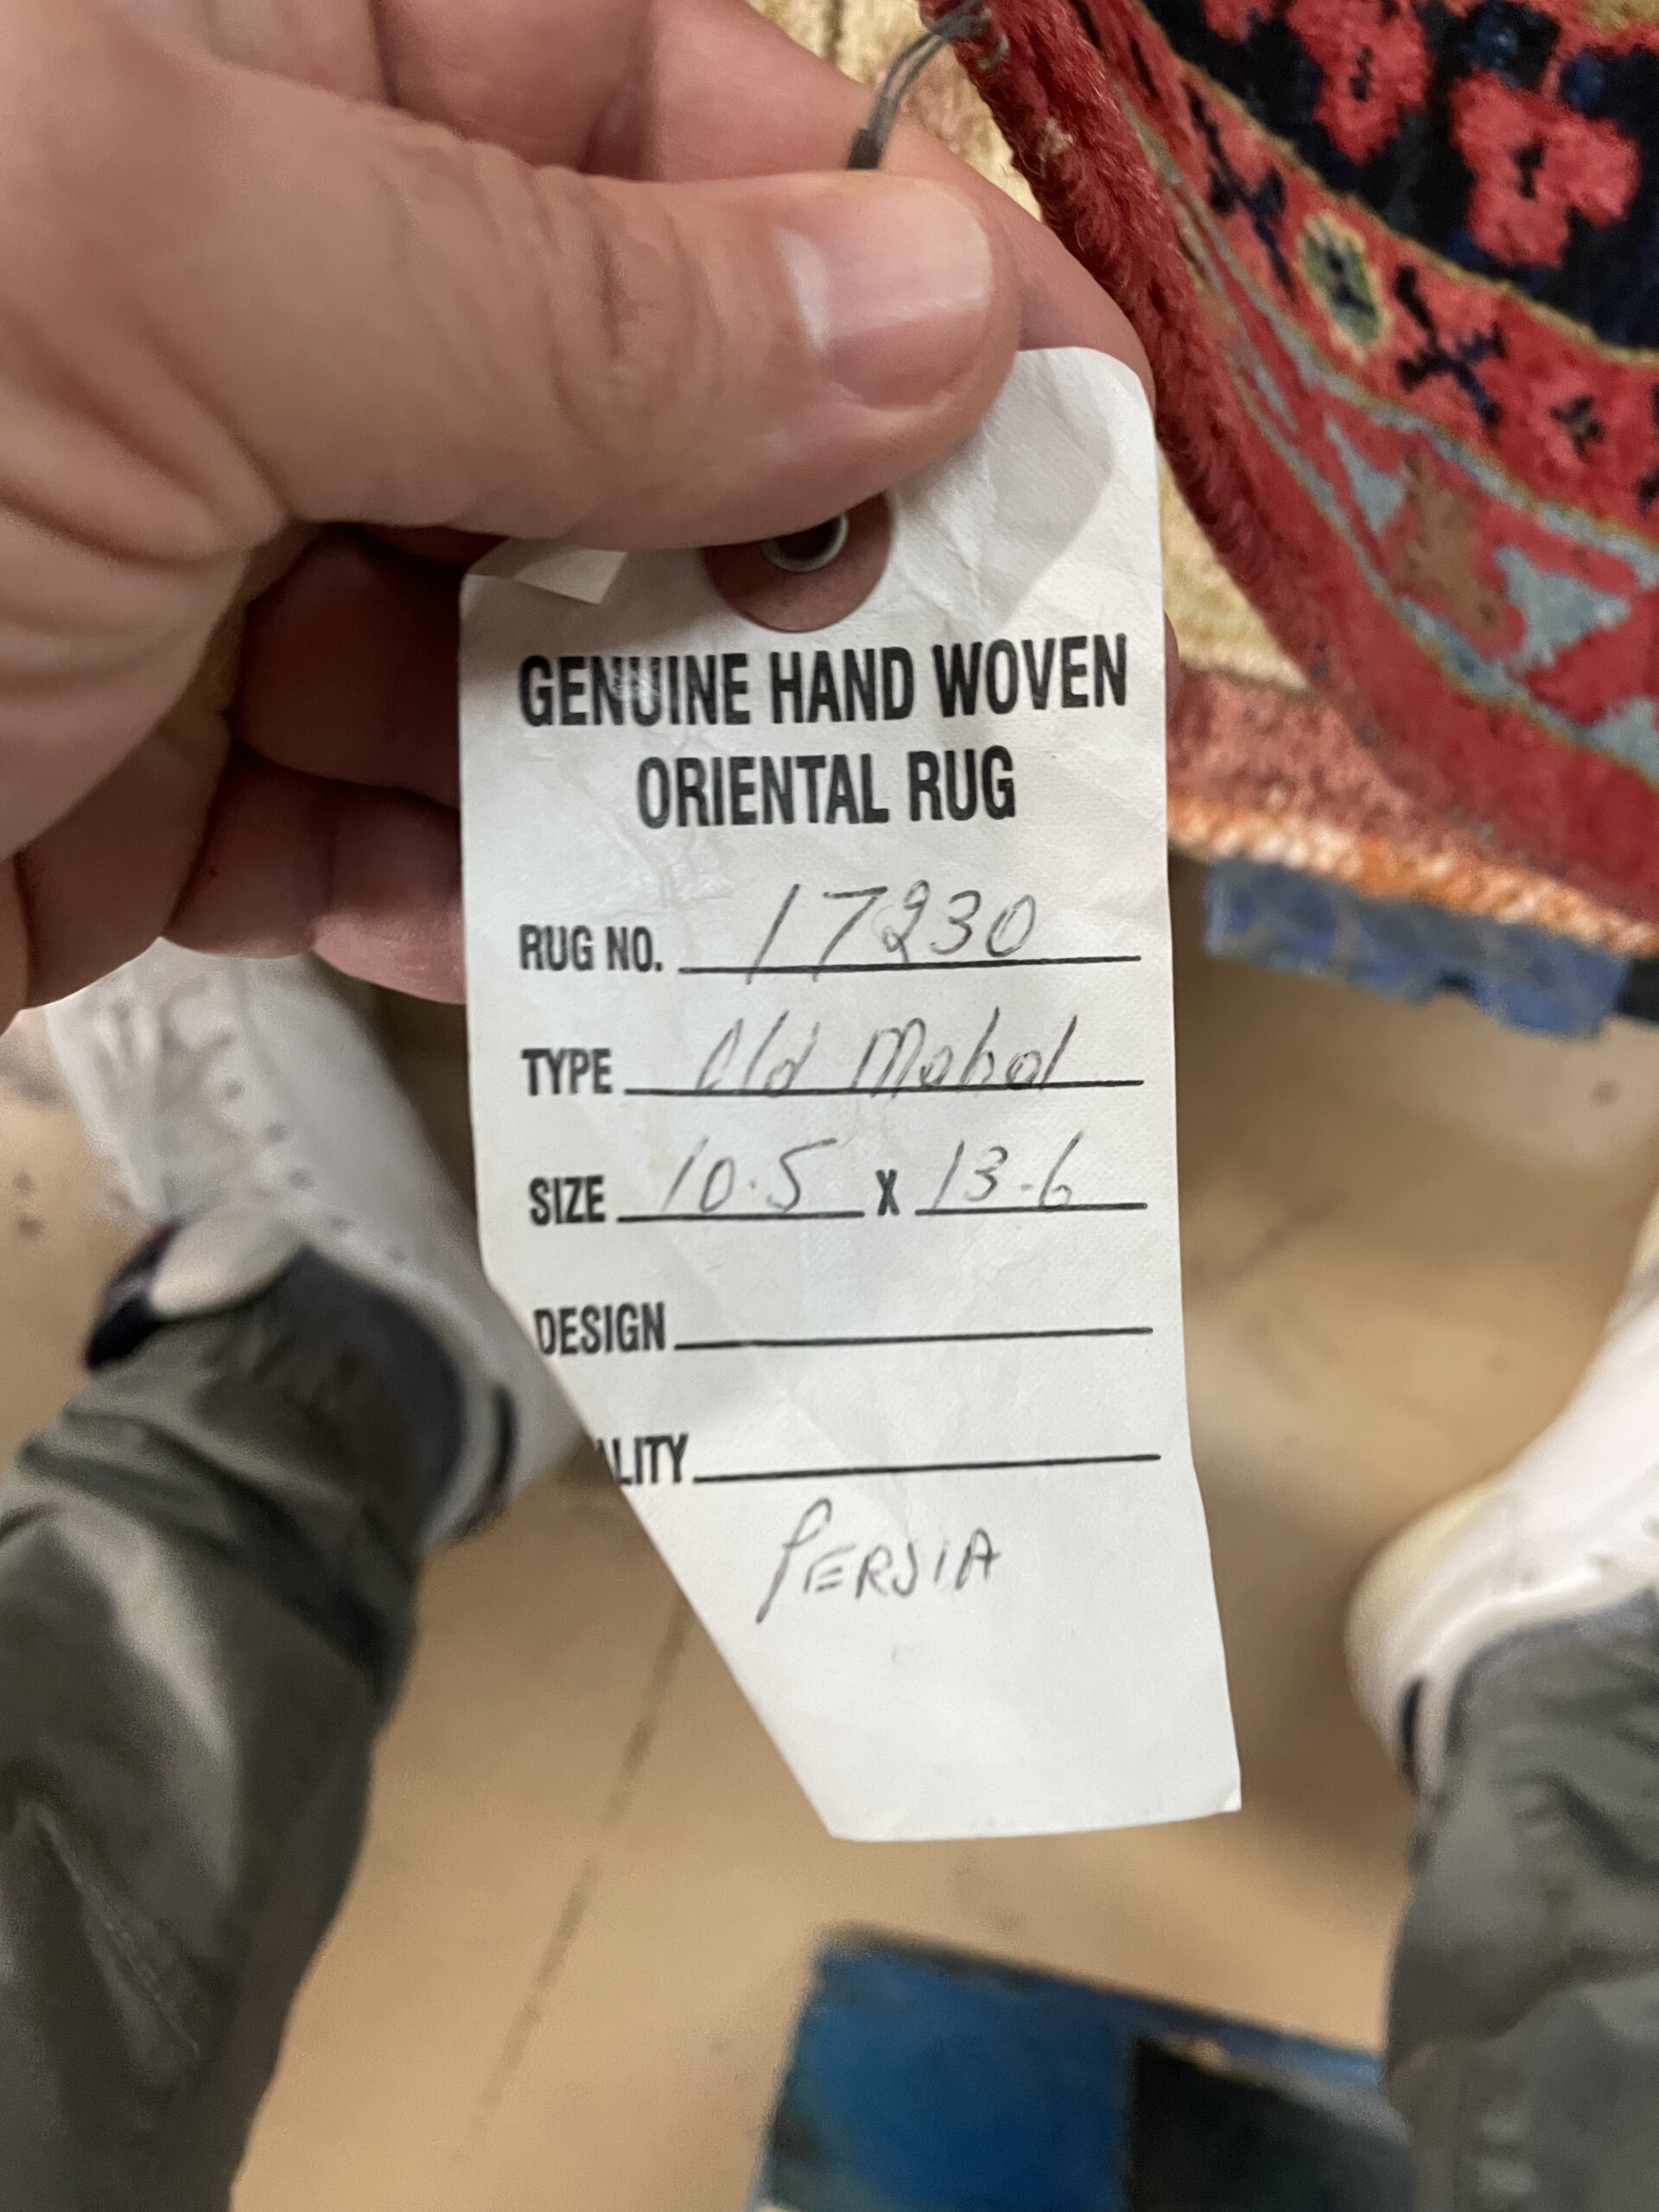 GENUINE HAND WOVEN
ORIENTAL RUG
RUG NO. 17230
TYPE Old Mahal
SIZE 10.5 X 13-6
DESIGN
ALITY
PERSIA